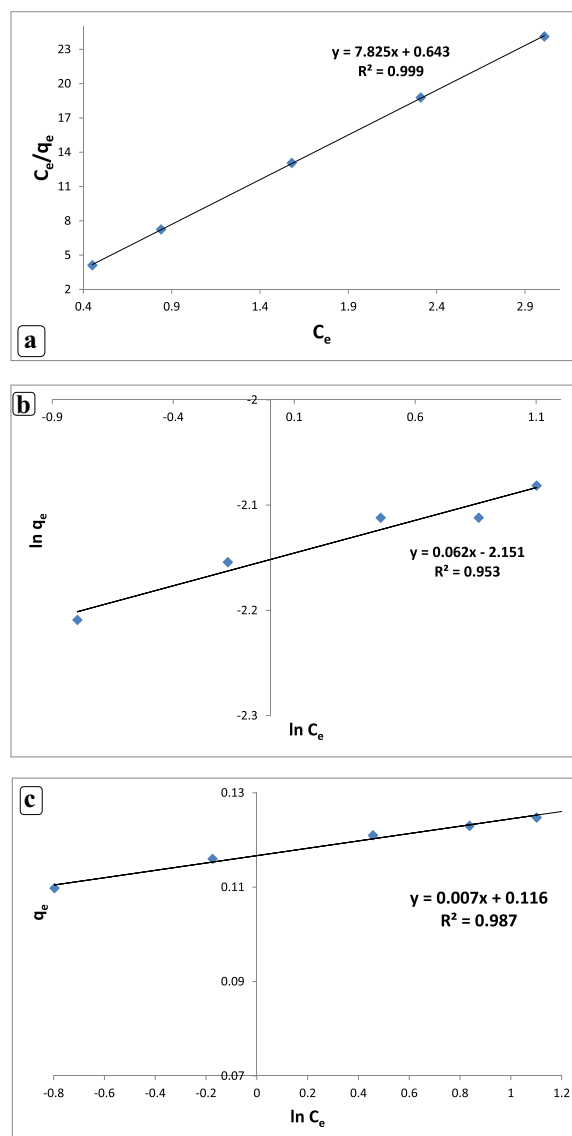 23
20
17
14
11
8
5
2
0.4
0.9
1.4
1.9
2.4
2.9
Cₑ/qₑ
Cₑ
y = 7.825x + 0.643
R² = 0.999
a
b
-0.9
-0.4
0.1
0.6
1.1
-2
-2.1
-2.2
-2.3
ln qₑ
y = 0.062x - 2.151
R² = 0.953
ln Cₑ
c
0.13
0.11
0.09
0.07
qₑ
y = 0.007x + 0.116
R² = 0.987
-0.8
-0.6
-0.4
-0.2
0
0.2
0.4
0.6
0.8
1
1.2
ln Cₑ